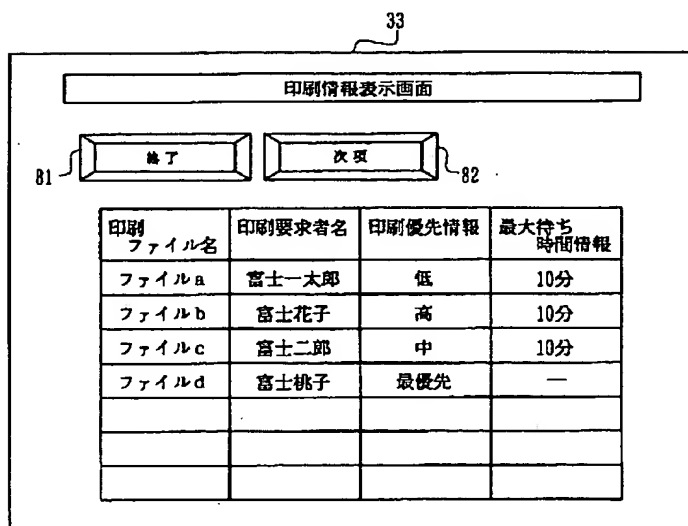 33
印刷情報表示画面
81 終了 次項 82
印刷ファイル名 印刷要求者名 印刷優先情報 最大待ち時間情報
ファイルa 富士一太郎 低 10分
ファイルb 富士花子 高 10分
ファイルc 富士二郎 中 10分
ファイルd 富士桃子 最優先 —